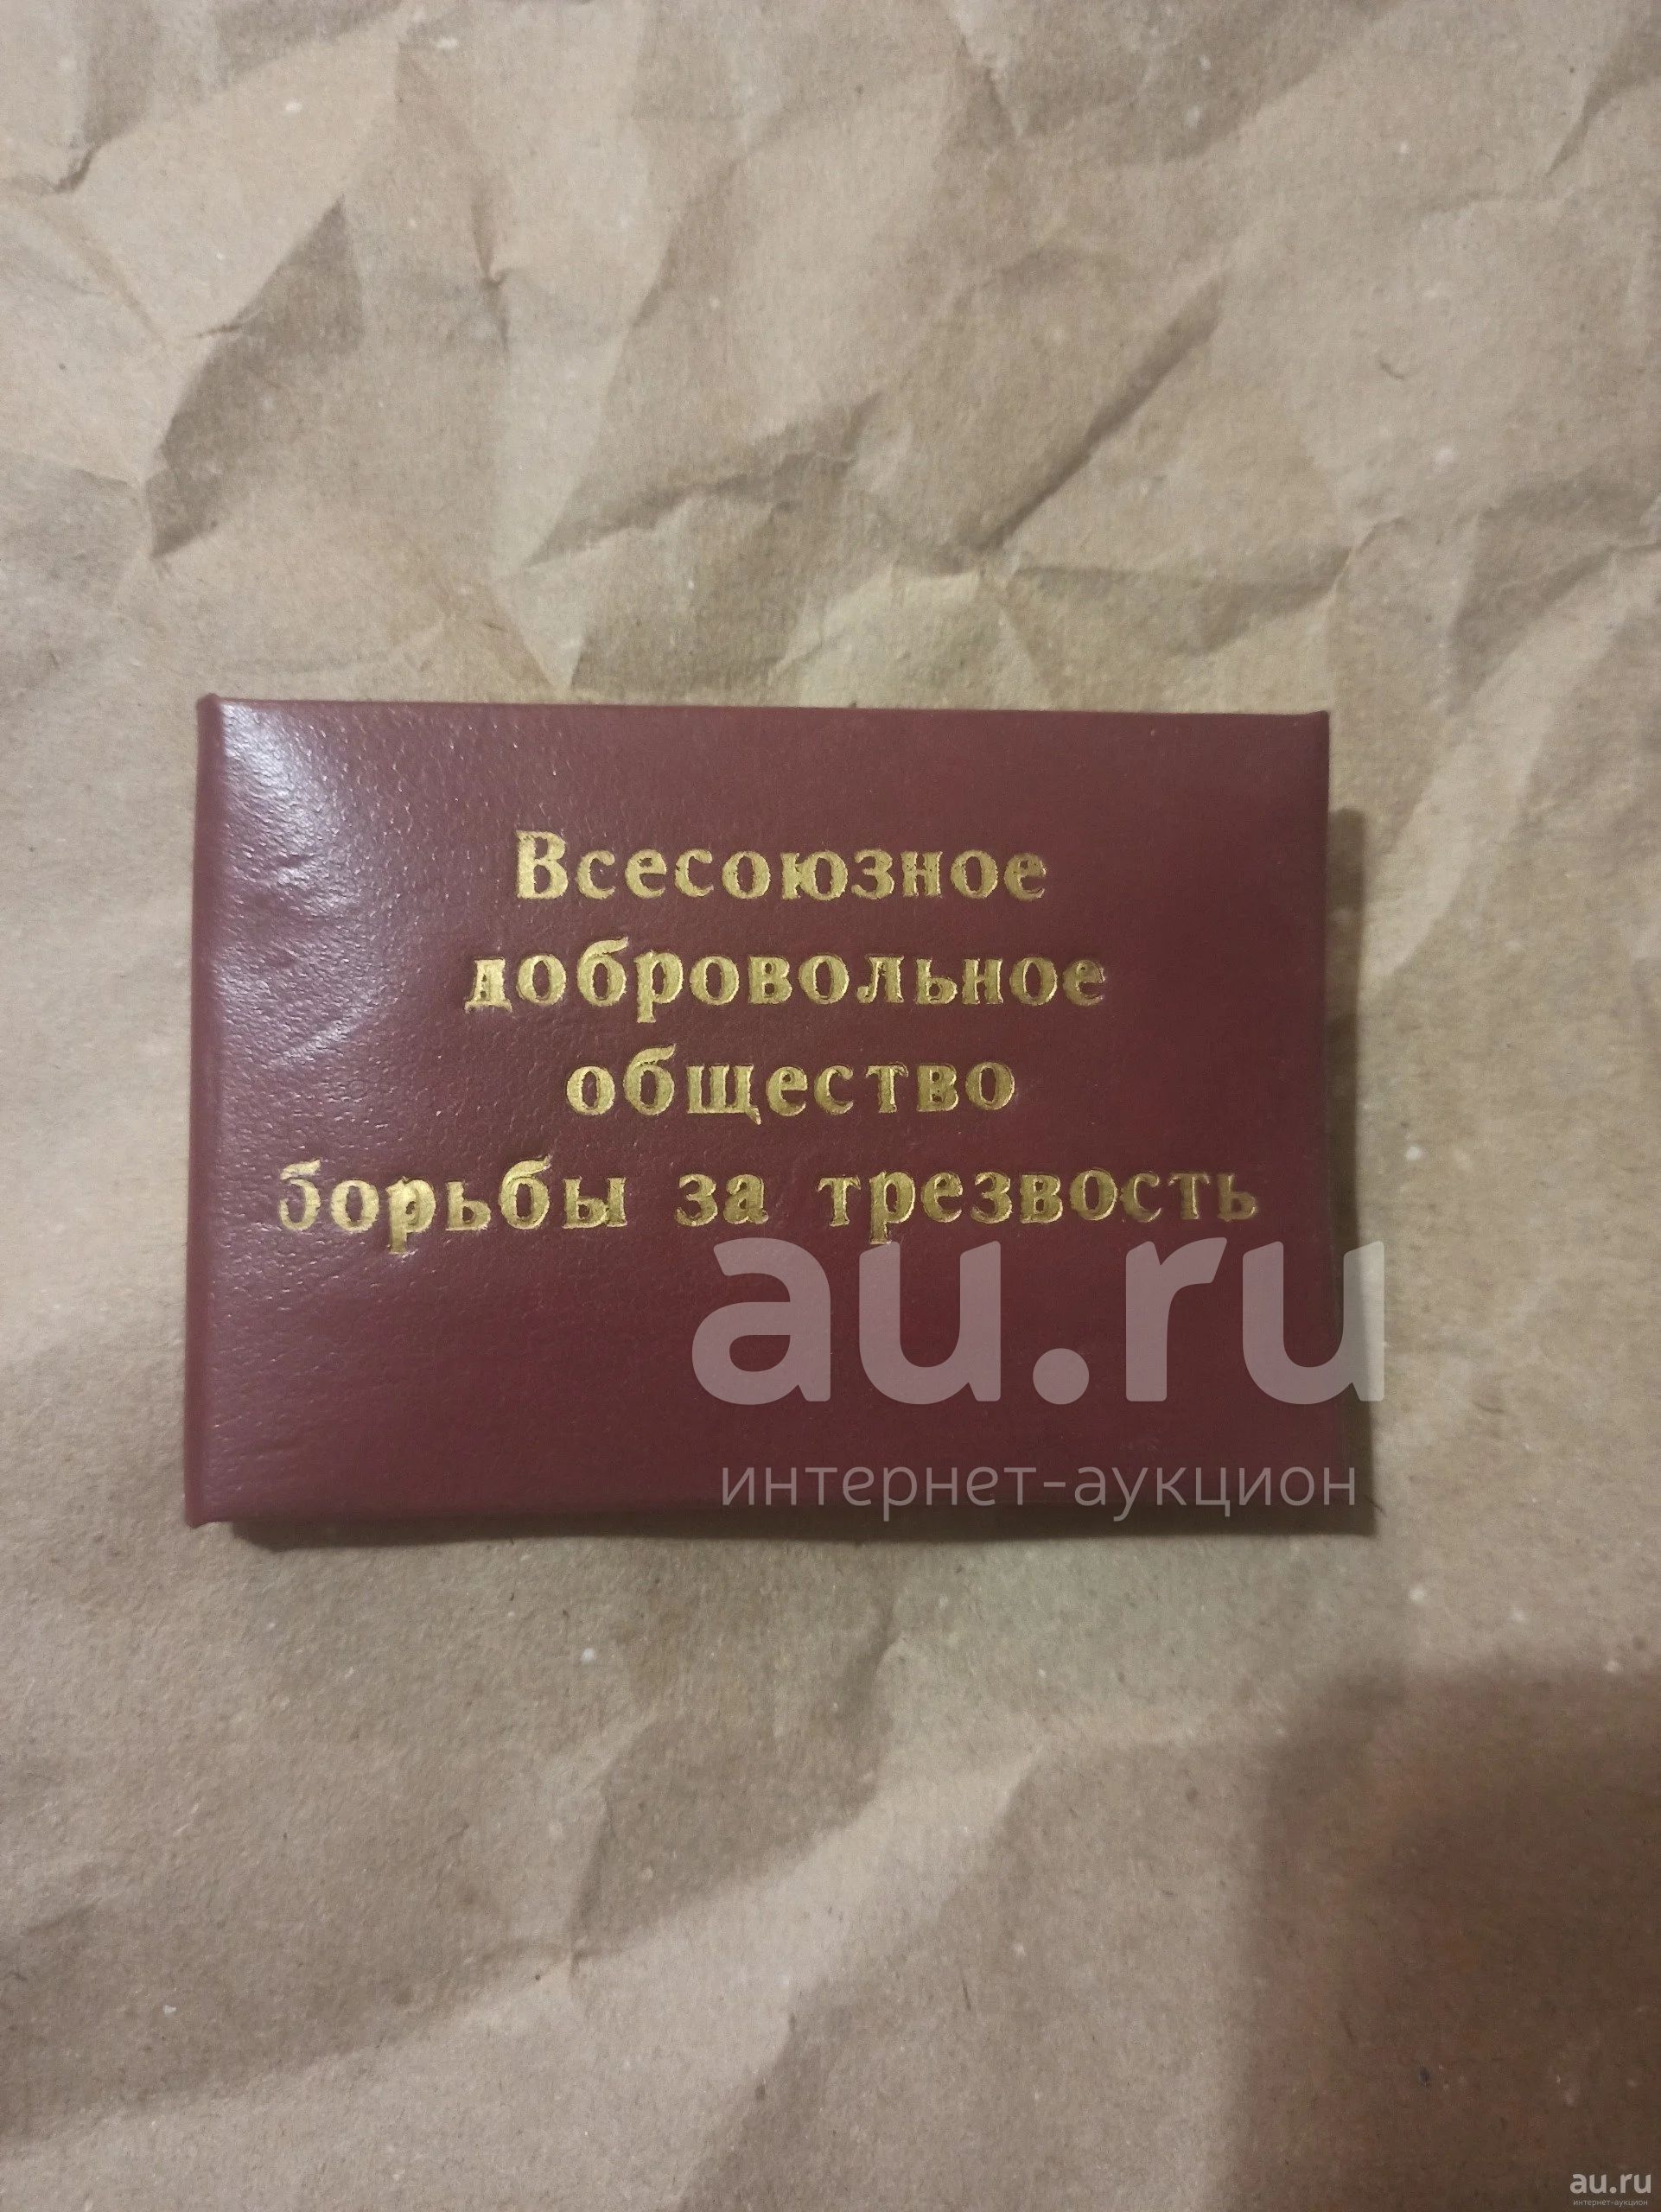 Всесоюзное
добровольное
общество
борьбы за трезвость
au.ru
интернет-аукцион
au.ru
интернет-аукцион